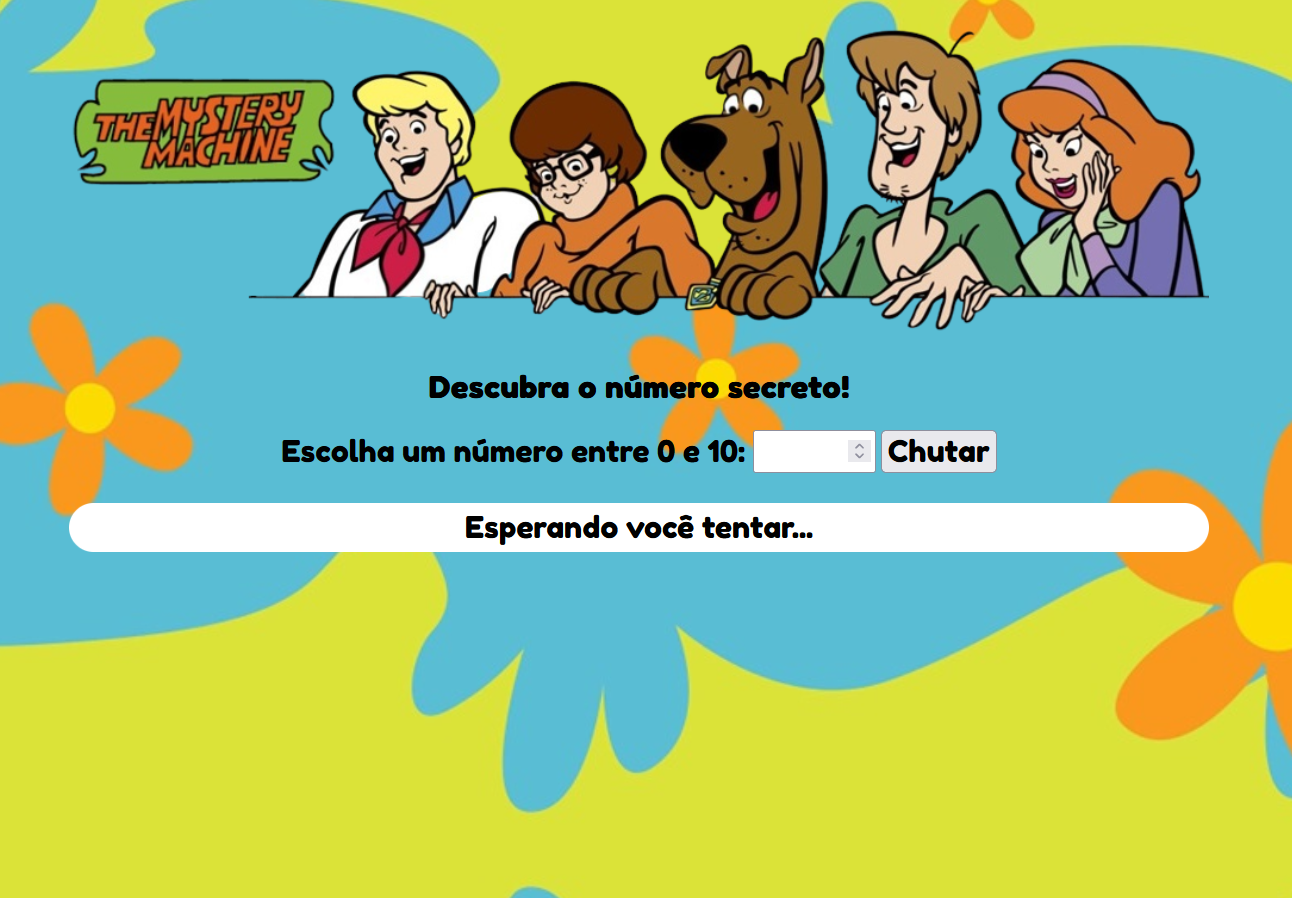 THE MYSTERY
MACHINE
Descubra o número secreto!
Escolha um número entre 0 e 10: Chutar
Esperando você tentar...